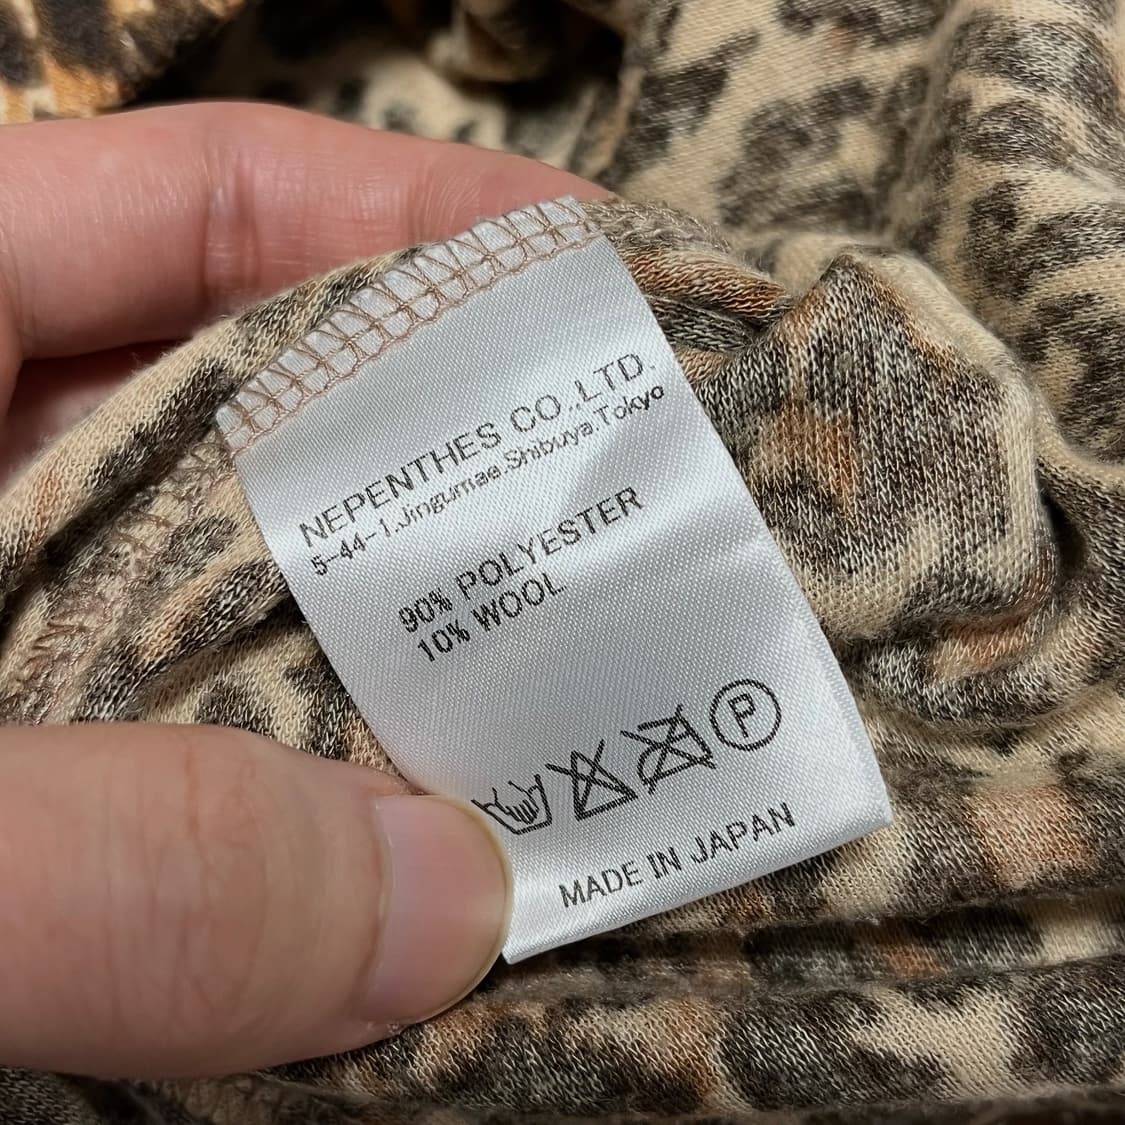 NEPENTHES CO.,LTD.
5-44-1.Jingumae.Shibuya.Tokyo
90% POLYESTER
10% WOOL
P
MADE IN JAPAN